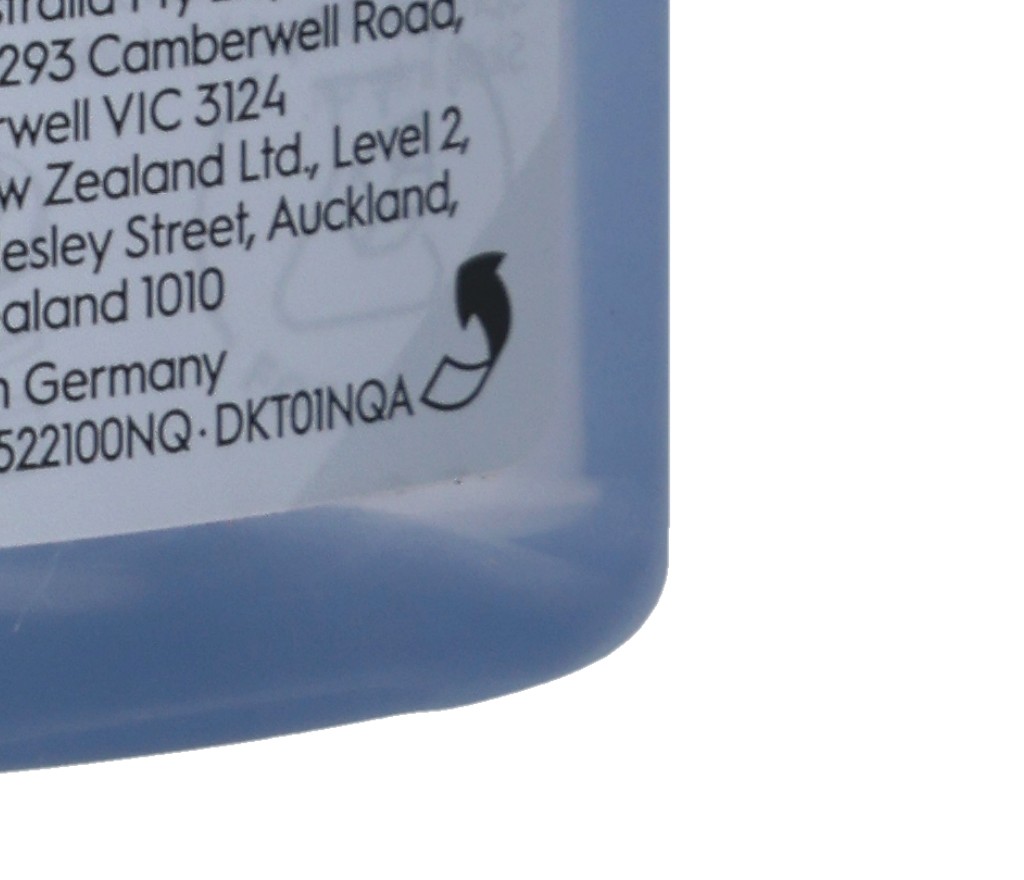 293 Camberwell Road,
rwell VIC 3124
w Zealand Ltd., Level 2,
esley Street, Auckland,
aland 1010
n Germany
522100NQ · DKT01NQA